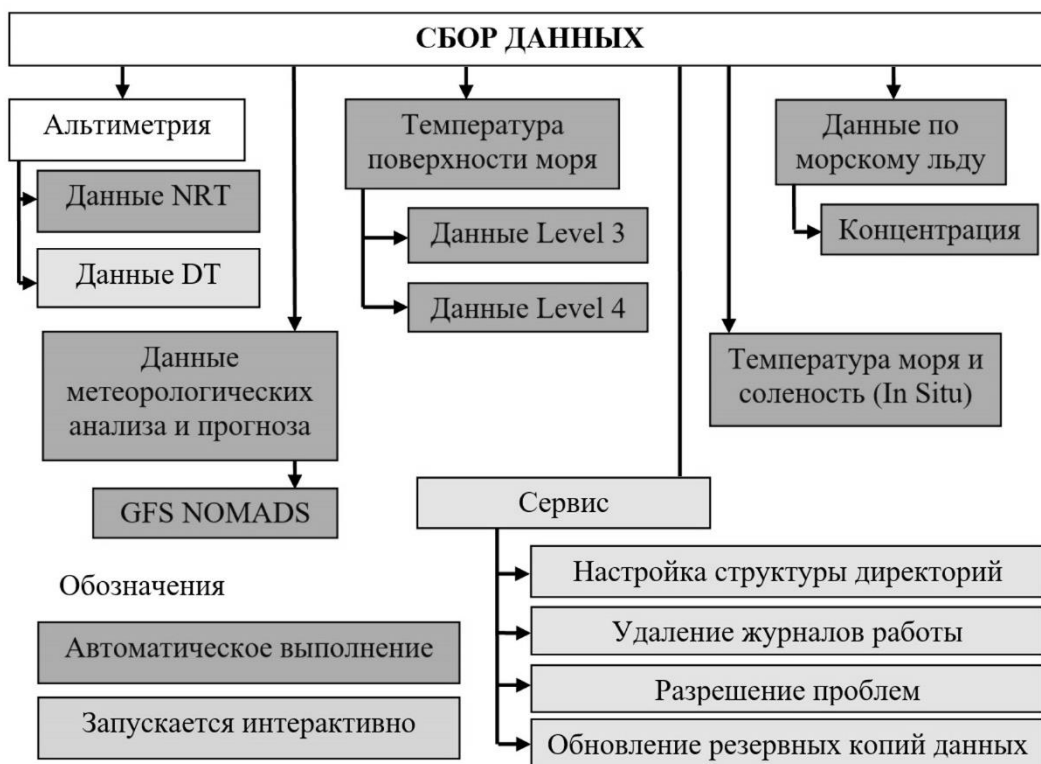 СБОР ДАННЫХ
Альтиметрия
Данные NRT
Данные DT
Температура
поверхности моря
Данные Level 3
Данные Level 4
Данные по
морскому льду
Концентрация
Данные
метеорологических
анализа и прогноза
GFS NOMADS
Температура моря и
соленость (In Situ)
Сервис
Настройка структуры директорий
Удаление журналов работы
Разрешение проблем
Обновление резервных копий данных
Обозначения
Автоматическое выполнение
Запускается интерактивно